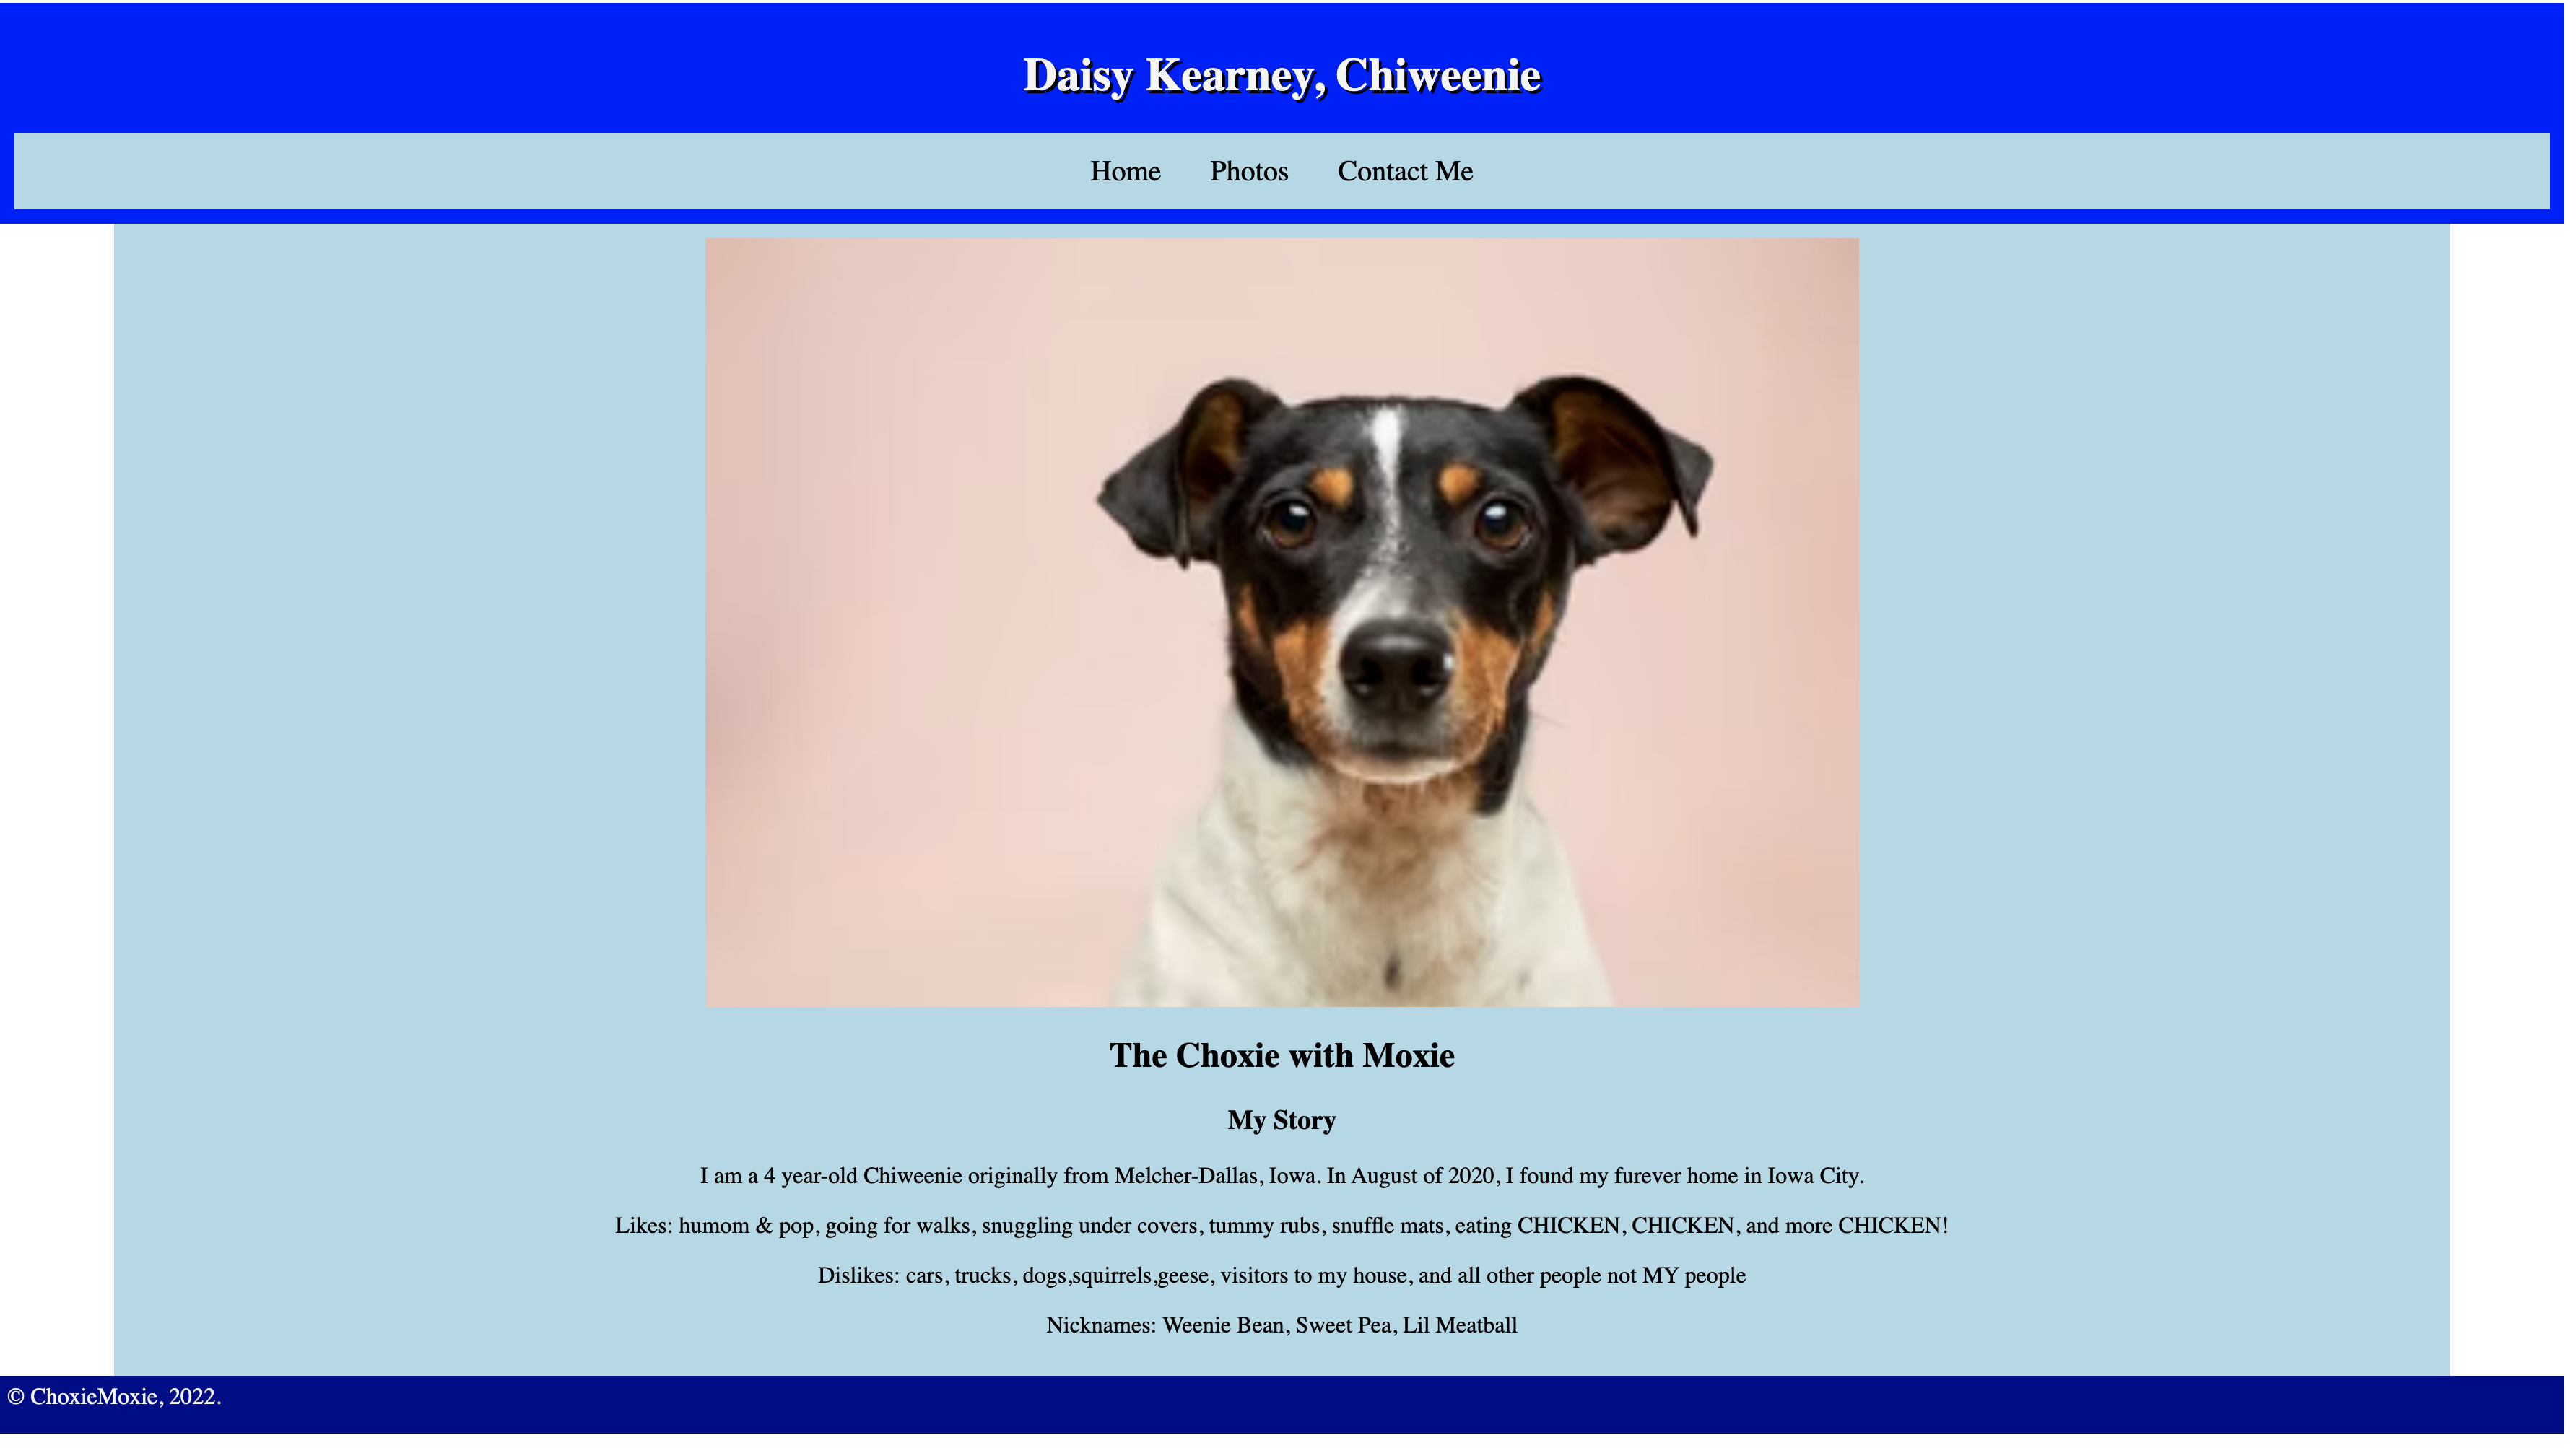 Daisy Kearney, Chiweenie
Home Photos Contact Me
The Choxie with Moxie
My Story
I am a 4 year-old Chiweenie originally from Melcher-Dallas, Iowa. In August of 2020, I found my furever home in Iowa City.
Likes: humom & pop, going for walks, snuggling under covers, tummy rubs, snuffle mats, eating CHICKEN, CHICKEN, and more CHICKEN!
Dislikes: cars, trucks, dogs,squirrels,geese, visitors to my house, and all other people not MY people
Nicknames: Weenie Bean, Sweet Pea, Lil Meatball
© ChoxieMoxie, 2022.